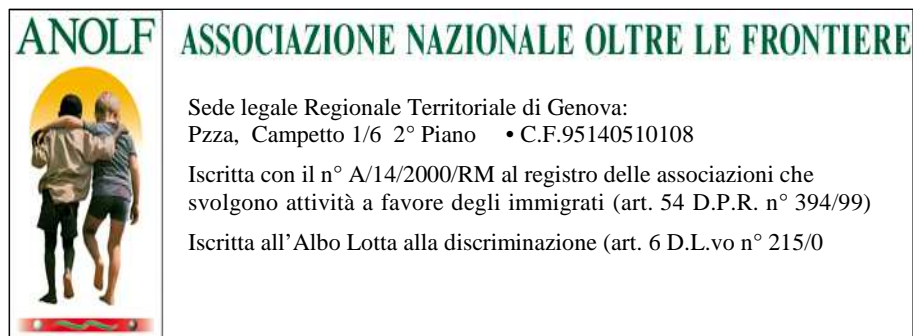 ANOLF
ASSOCIAZIONE NAZIONALE OLTRE LE FRONTIERE
Sede legale Regionale Territoriale di Genova:
Pzza, Campetto 1/6 2° Piano • C.F.95140510108
Iscritta con il n° A/14/2000/RM al registro delle associazioni che
svolgono attività a favore degli immigrati (art. 54 D.P.R. n° 394/99)
Iscritta all’Albo Lotta alla discriminazione (art. 6 D.L.vo n° 215/0